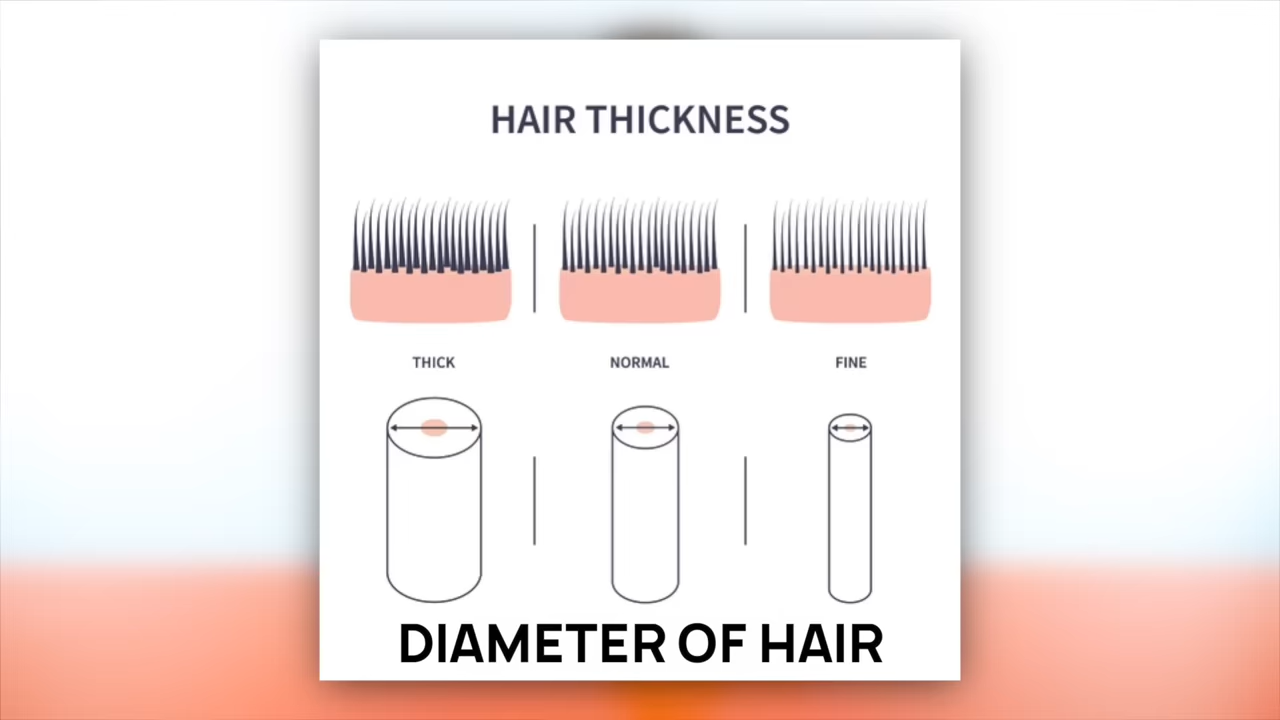 HAIR THICKNESS
THICK
NORMAL
FINE
DIAMETER OF HAIR